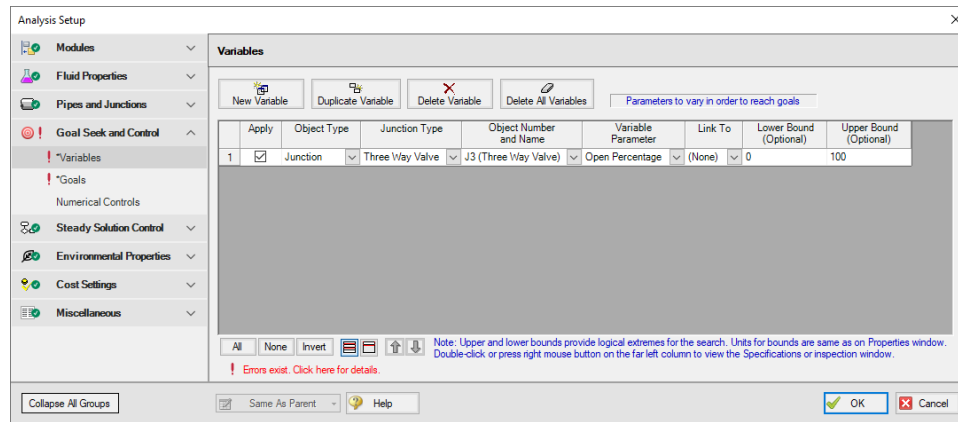 Analysis Setup
Modules
Fluid Properties
Pipes and Junctions
Goal Seek and Control
*Variables
*Goals
Numerical Controls
Steady Solution Control
Environmental Properties
Cost Settings
Miscellaneous
Variables
New Variable
Duplicate Variable
Delete Variable
Delete All Variables
Parameters to vary in order to reach goals
Apply Object Type Junction Type Object Number and Name Variable Parameter Link To Lower Bound (Optional) Upper Bound (Optional)
1 Junction Three Way Valve J3 (Three Way Valve) Open Percentage (None) 0 100
All None Invert
Note: Upper and lower bounds provide logical extremes for the search. Units for bounds are same as on Properties window.
Double-click or press right mouse button on the far left column to view the Specifications or inspection window.
Errors exist. Click here for details.
Collapse All Groups
Same As Parent
Help
OK
Cancel